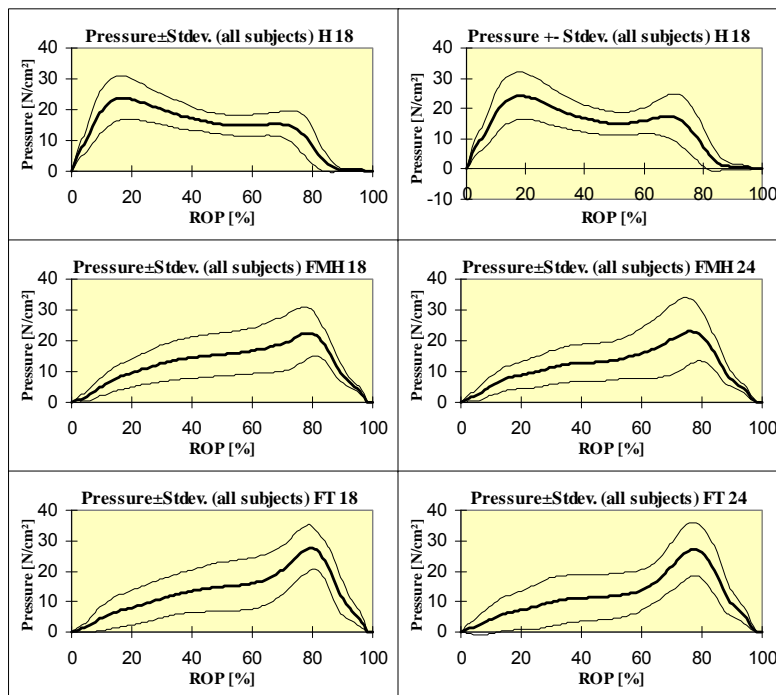 Pressure±Stdev. (all subjects) H 18
Pressure [N/cm²]
40
30
20
10
0
0 20 40 60 80 100
ROP [%]
Pressure +- Stdev. (all subjects) H 18
Pressure [N/cm²]
40
30
20
10
0
-10
0 20 40 60 80 100
ROP [%]
Pressure±Stdev. (all subjects) FMH 18
Pressure [N/cm²]
40
30
20
10
0
0 20 40 60 80 100
ROP [%]
Pressure±Stdev. (all subjects) FMH 24
Pressure [N/cm²]
40
30
20
10
0
0 20 40 60 80 100
ROP [%]
Pressure±Stdev. (all subjects) FT 18
Pressure [N/cm²]
40
30
20
10
0
0 20 40 60 80 100
ROP [%]
Pressure±Stdev. (all subjects) FT 24
Pressure [N/cm²]
40
30
20
10
0
0 20 40 60 80 100
ROP [%]